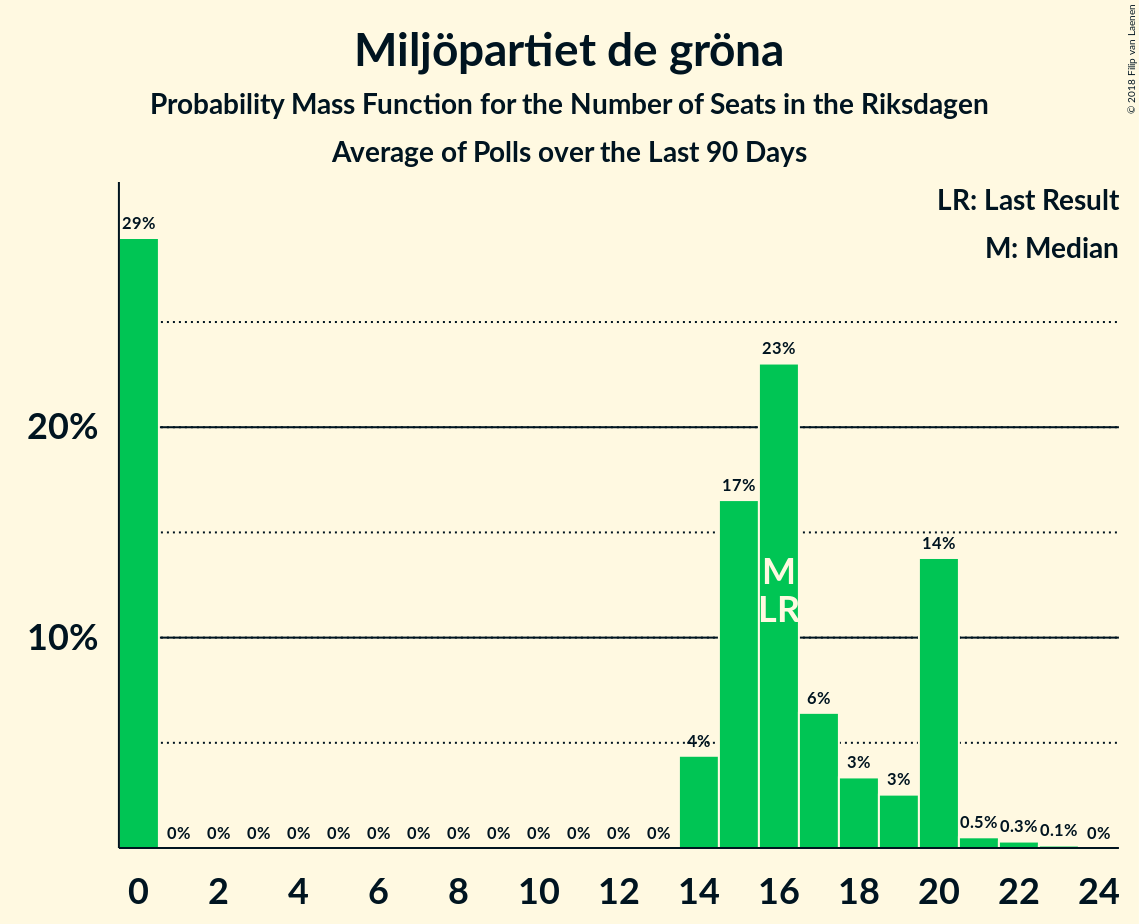 Miljöpartiet de gröna
Probability Mass Function for the Number of Seats in the Riksdagen
Average of Polls over the Last 90 Days
© 2018 Filip van Laenen
LR: Last Result
M: Median
29%
23%
20%
17%
14%
M
LR
10%
6%
4%
3%
3%
0% 0% 0% 0% 0% 0% 0% 0% 0% 0% 0% 0% 0% 0.5% 0.3% 0.1% 0%
0 2 4 6 8 10 12 14 16 18 20 22 24